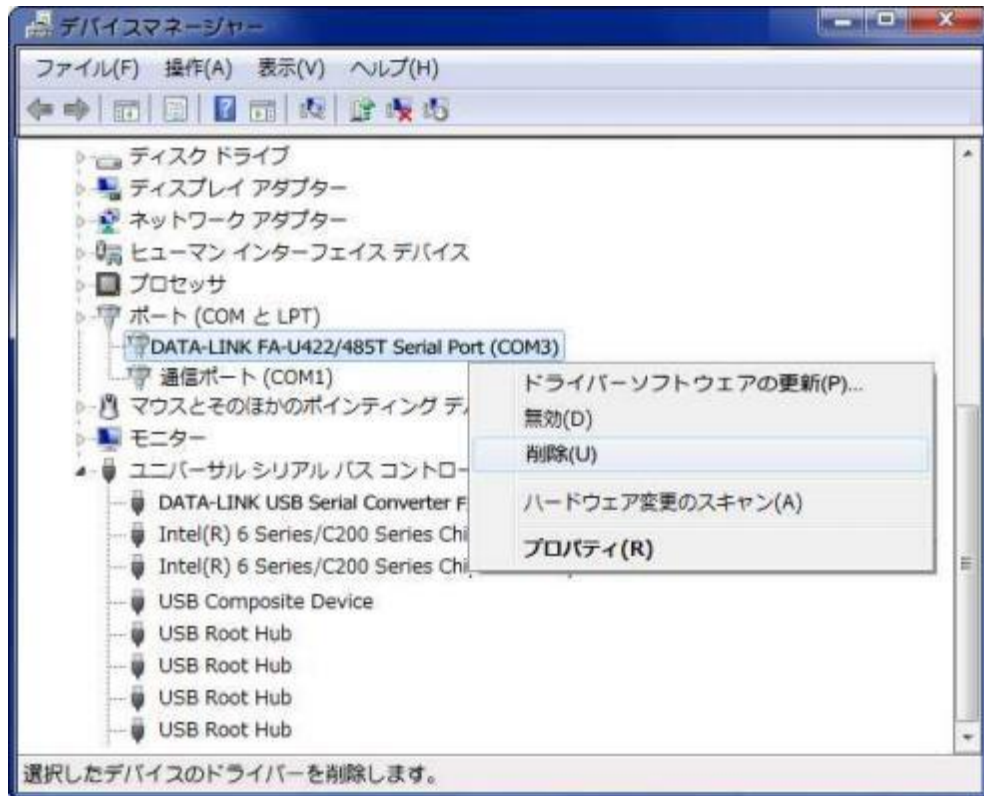 デバイスマネージャー
ファイル(F) 操作(A) 表示(V) ヘルプ(H)
ディスク ドライブ
ディスプレイ アダプター
ネットワーク アダプター
ヒューマン インターフェイス デバイス
プロセッサ
ポート (COM と LPT)
DATA-LINK FA-U422/485T Serial Port (COM3)
通信ポート (COM1)
マウスとそのほかのポインティング デ
モニター
ユニバーサル シリアル バス コントロー
DATA-LINK USB Serial Converter F
Intel(R) 6 Series/C200 Series Chi
Intel(R) 6 Series/C200 Series Chi
USB Composite Device
USB Root Hub
USB Root Hub
USB Root Hub
USB Root Hub
ドライバーソフトウェアの更新(P)...
無効(D)
削除(U)
ハードウェア変更のスキャン(A)
プロパティ(R)
選択したデバイスのドライバーを削除します。